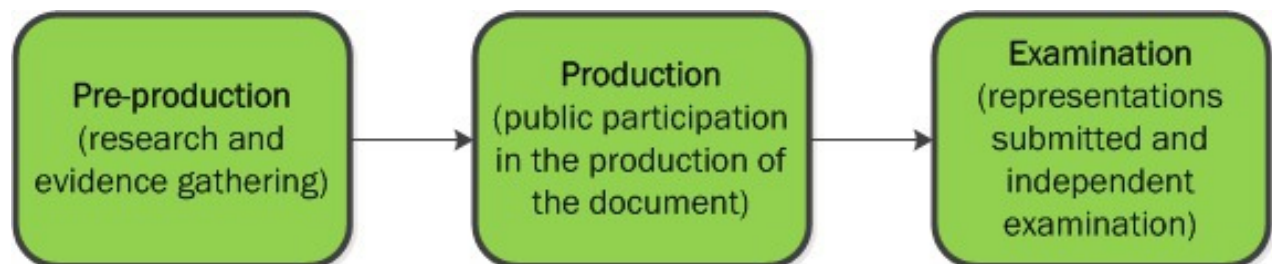 Pre-production
(research and
evidence gathering)
Production
(public participation
in the production of
the document)
Examination
(representations
submitted and
independent
examination)